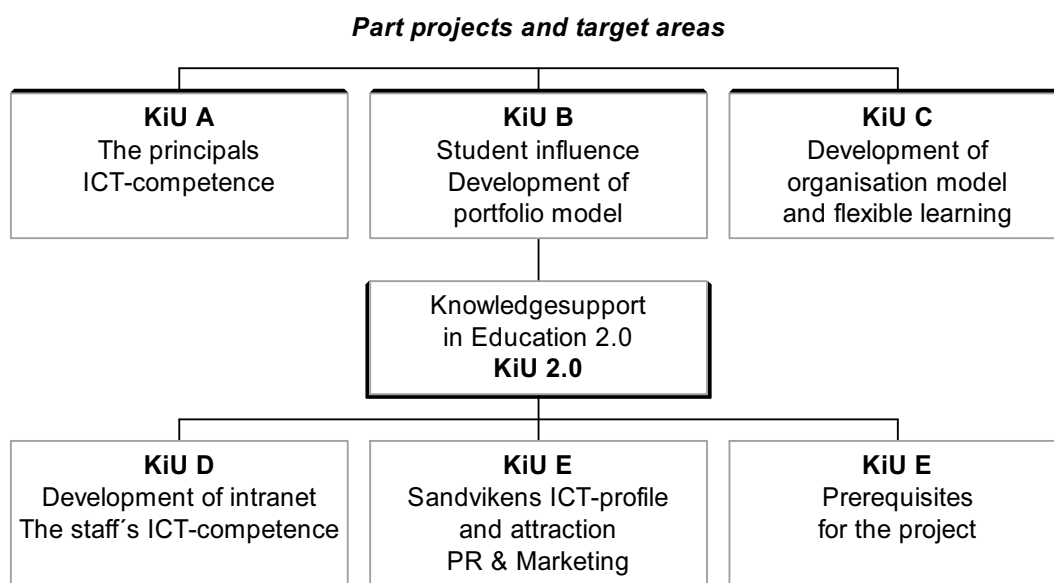 Part projects and target areas
KiU A
The principals
ICT-competence
KiU B
Student influence
Development of
portfolio model
KiU C
Development of
organisation model
and flexible learning
Knowledgesupport
in Education 2.0
KiU 2.0
KiU D
Development of intranet
The staff´s ICT-competence
KiU E
Sandvikens ICT-profile
and attraction
PR & Marketing
KiU E
Prerequisites
for the project